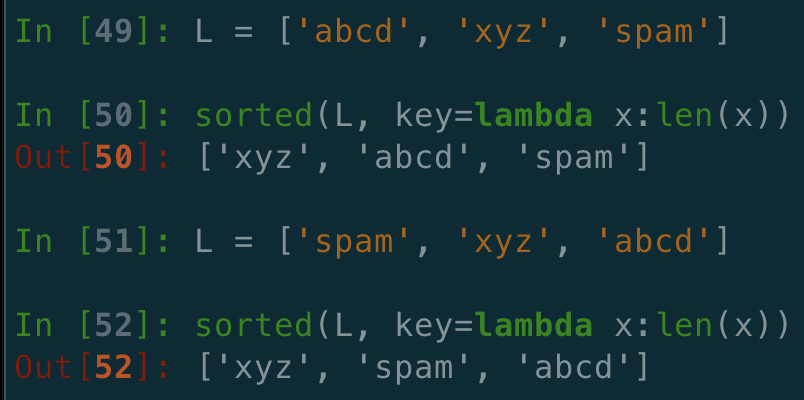 In [49]: L = ['abcd', 'xyz', 'spam']
In [50]: sorted(L, key=lambda x:len(x))
Out[50]: ['xyz', 'abcd', 'spam']
In [51]: L = ['spam', 'xyz', 'abcd']
In [52]: sorted(L, key=lambda x:len(x))
Out[52]: ['xyz', 'spam', 'abcd']